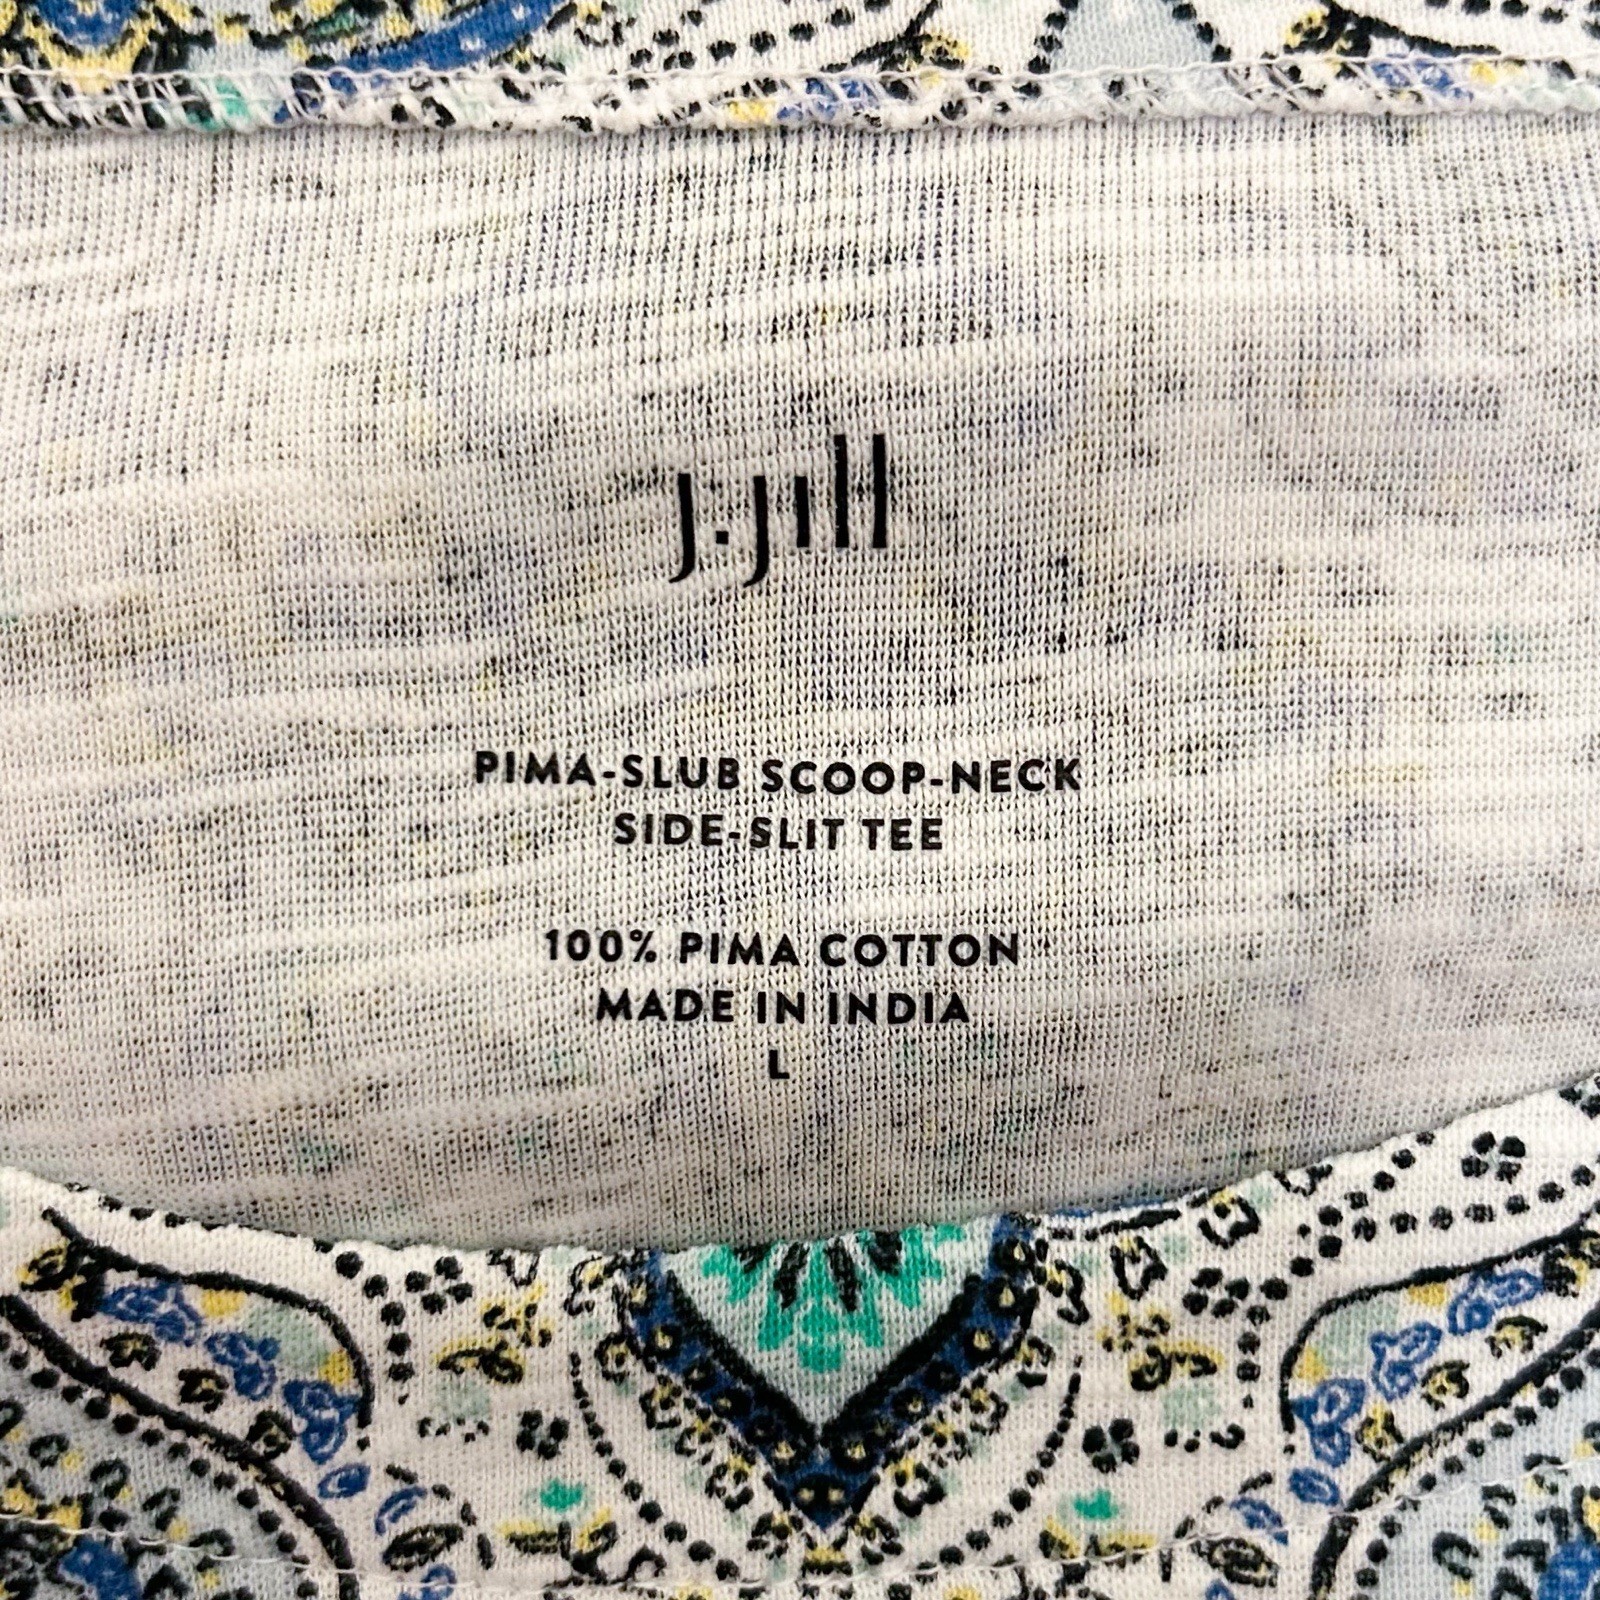 J.Jill
PIMA-SLUB SCOOP-NECK
SIDE-SLIT TEE
100% PIMA COTTON
MADE IN INDIA
L